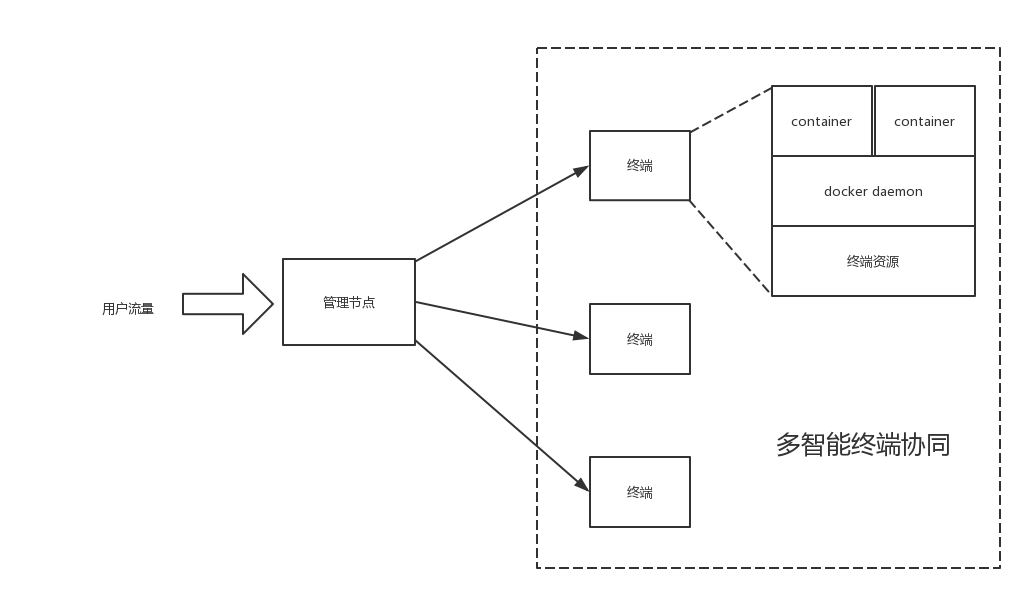 用户流量
管理节点
终端
终端
终端
container
container
docker daemon
终端资源
多智能终端协同